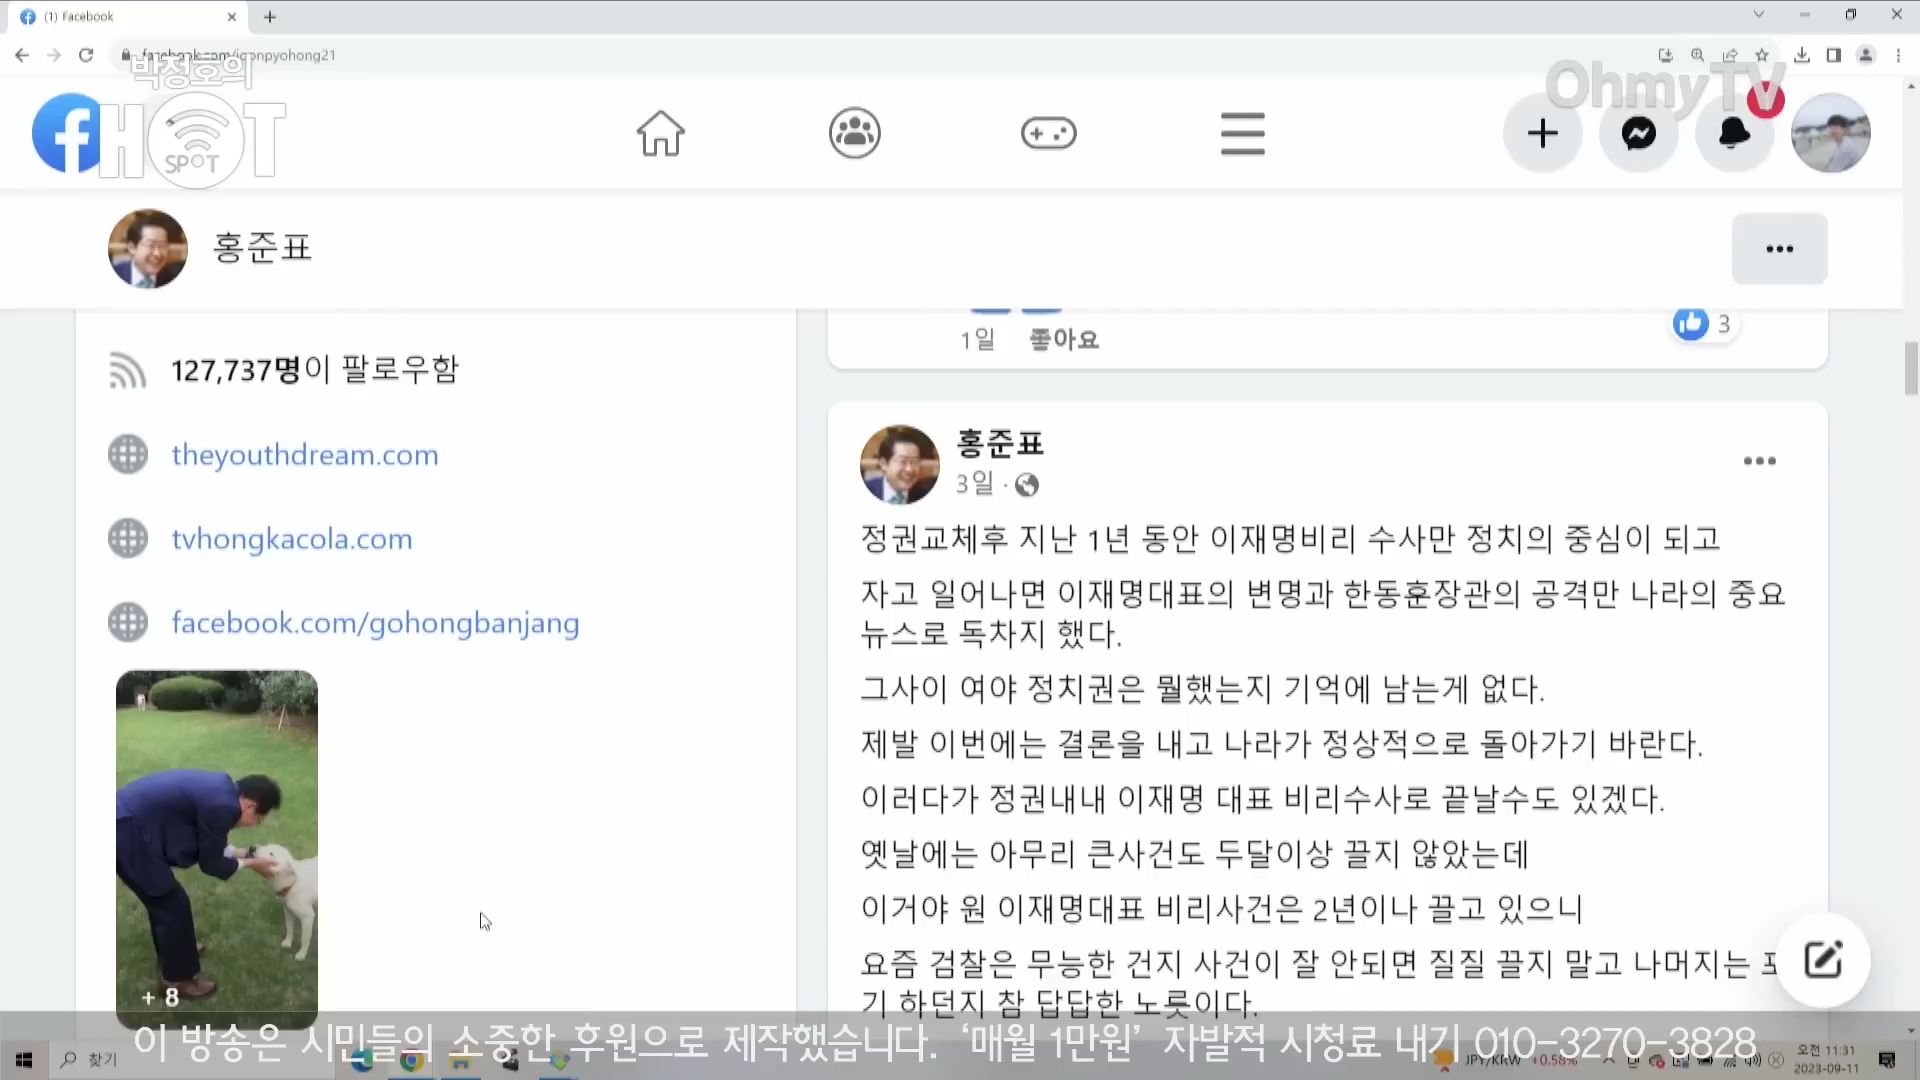 (1) Facebook
facebook.com/joonpyohong21
박정호의
HOT
SPOT
OhmyTV
홍준표
127,737명이 팔로우함
theyouthdream.com
tvhongkacola.com
facebook.com/gohongbanjang
+ 8
1일 좋아요
3
홍준표
3일
정권교체후 지난 1년 동안 이재명비리 수사만 정치의 중심이 되고
자고 일어나면 이재명대표의 변명과 한동훈장관의 공격만 나라의 중요
뉴스로 독차지 했다.
그사이 여야 정치권은 뭘했는지 기억에 남는게 없다.
제발 이번에는 결론을 내고 나라가 정상적으로 돌아가기 바란다.
이러다가 정권내내 이재명 대표 비리수사로 끝날수도 있겠다.
옛날에는 아무리 큰사건도 두달이상 끌지 않았는데
이거야 원 이재명대표 비리사건은 2년이나 끌고 있으니
요즘 검찰은 무능한 건지 사건이 잘 안되면 질질 끌지 말고 나머지는 포
기 하던지 참 답답한 노릇이다.
이 방송은 시민들의 소중한 후원으로 제작했습니다. ‘매월 1만원’ 자발적 시청료 내기 010-3270-3828
찾기
JPY/KRW +0.58%
오전 11:31
2023-09-11